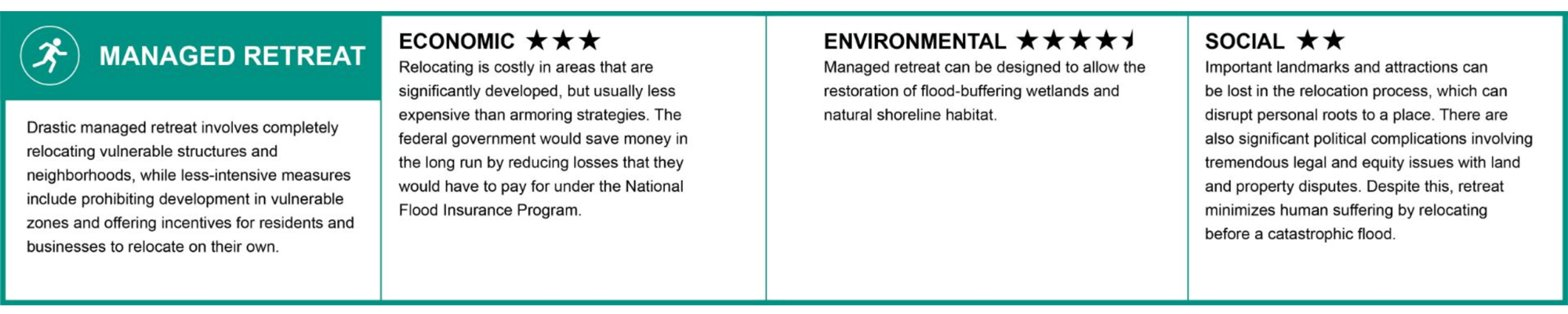 MANAGED RETREAT
Drastic managed retreat involves completely
relocating vulnerable structures and
neighborhoods, while less-intensive measures
include prohibiting development in vulnerable
zones and offering incentives for residents and
businesses to relocate on their own.
ECONOMIC ★★★
Relocating is costly in areas that are
significantly developed, but usually less
expensive than armoring strategies. The
federal government would save money in
the long run by reducing losses that they
would have to pay for under the National
Flood Insurance Program.
ENVIRONMENTAL ★★★★⯨
Managed retreat can be designed to allow the
restoration of flood-buffering wetlands and
natural shoreline habitat.
SOCIAL ★★
Important landmarks and attractions can
be lost in the relocation process, which can
disrupt personal roots to a place. There are
also significant political complications involving
tremendous legal and equity issues with land
and property disputes. Despite this, retreat
minimizes human suffering by relocating
before a catastrophic flood.